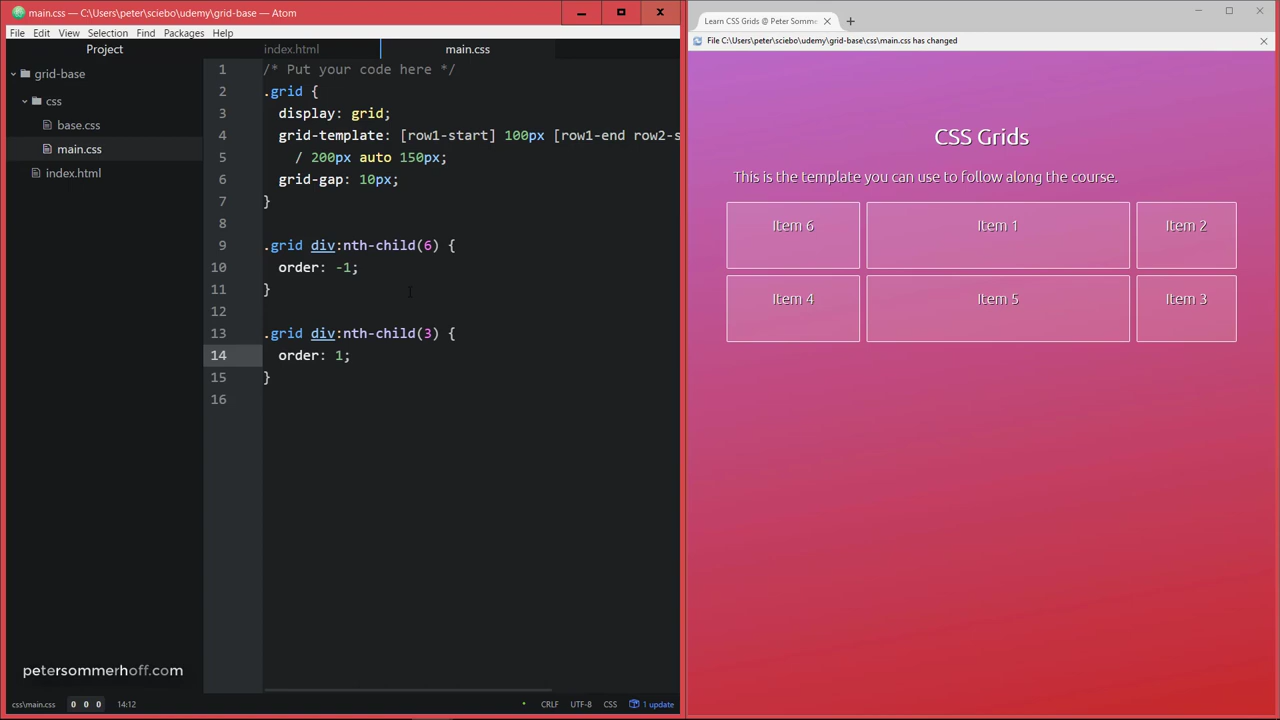 main.css — C:\Users\peter\sciebo\udemy\grid-base — Atom
File Edit View Selection Find Packages Help
Project
grid-base
css
base.css
main.css
index.html
index.html main.css
1 /* Put your code here */
2 .grid {
3 display: grid;
4 grid-template: [row1-start] 100px [row1-end row2-s
5 / 200px auto 150px;
6 grid-gap: 10px;
7 }
8
9 .grid div:nth-child(6) {
10 order: -1;
11 }
12
13 .grid div:nth-child(3) {
14 order: 1;
15 }
16
petersommerhoff.com
css\main.css 0 0 0 14:12 CRLF UTF-8 CSS 1 update
Learn CSS Grids @ Peter Somme
File C:\Users\peter\sciebo\udemy\grid-base\css\main.css has changed
CSS Grids
This is the template you can use to follow along the course.
Item 6 Item 1 Item 2
Item 4 Item 5 Item 3